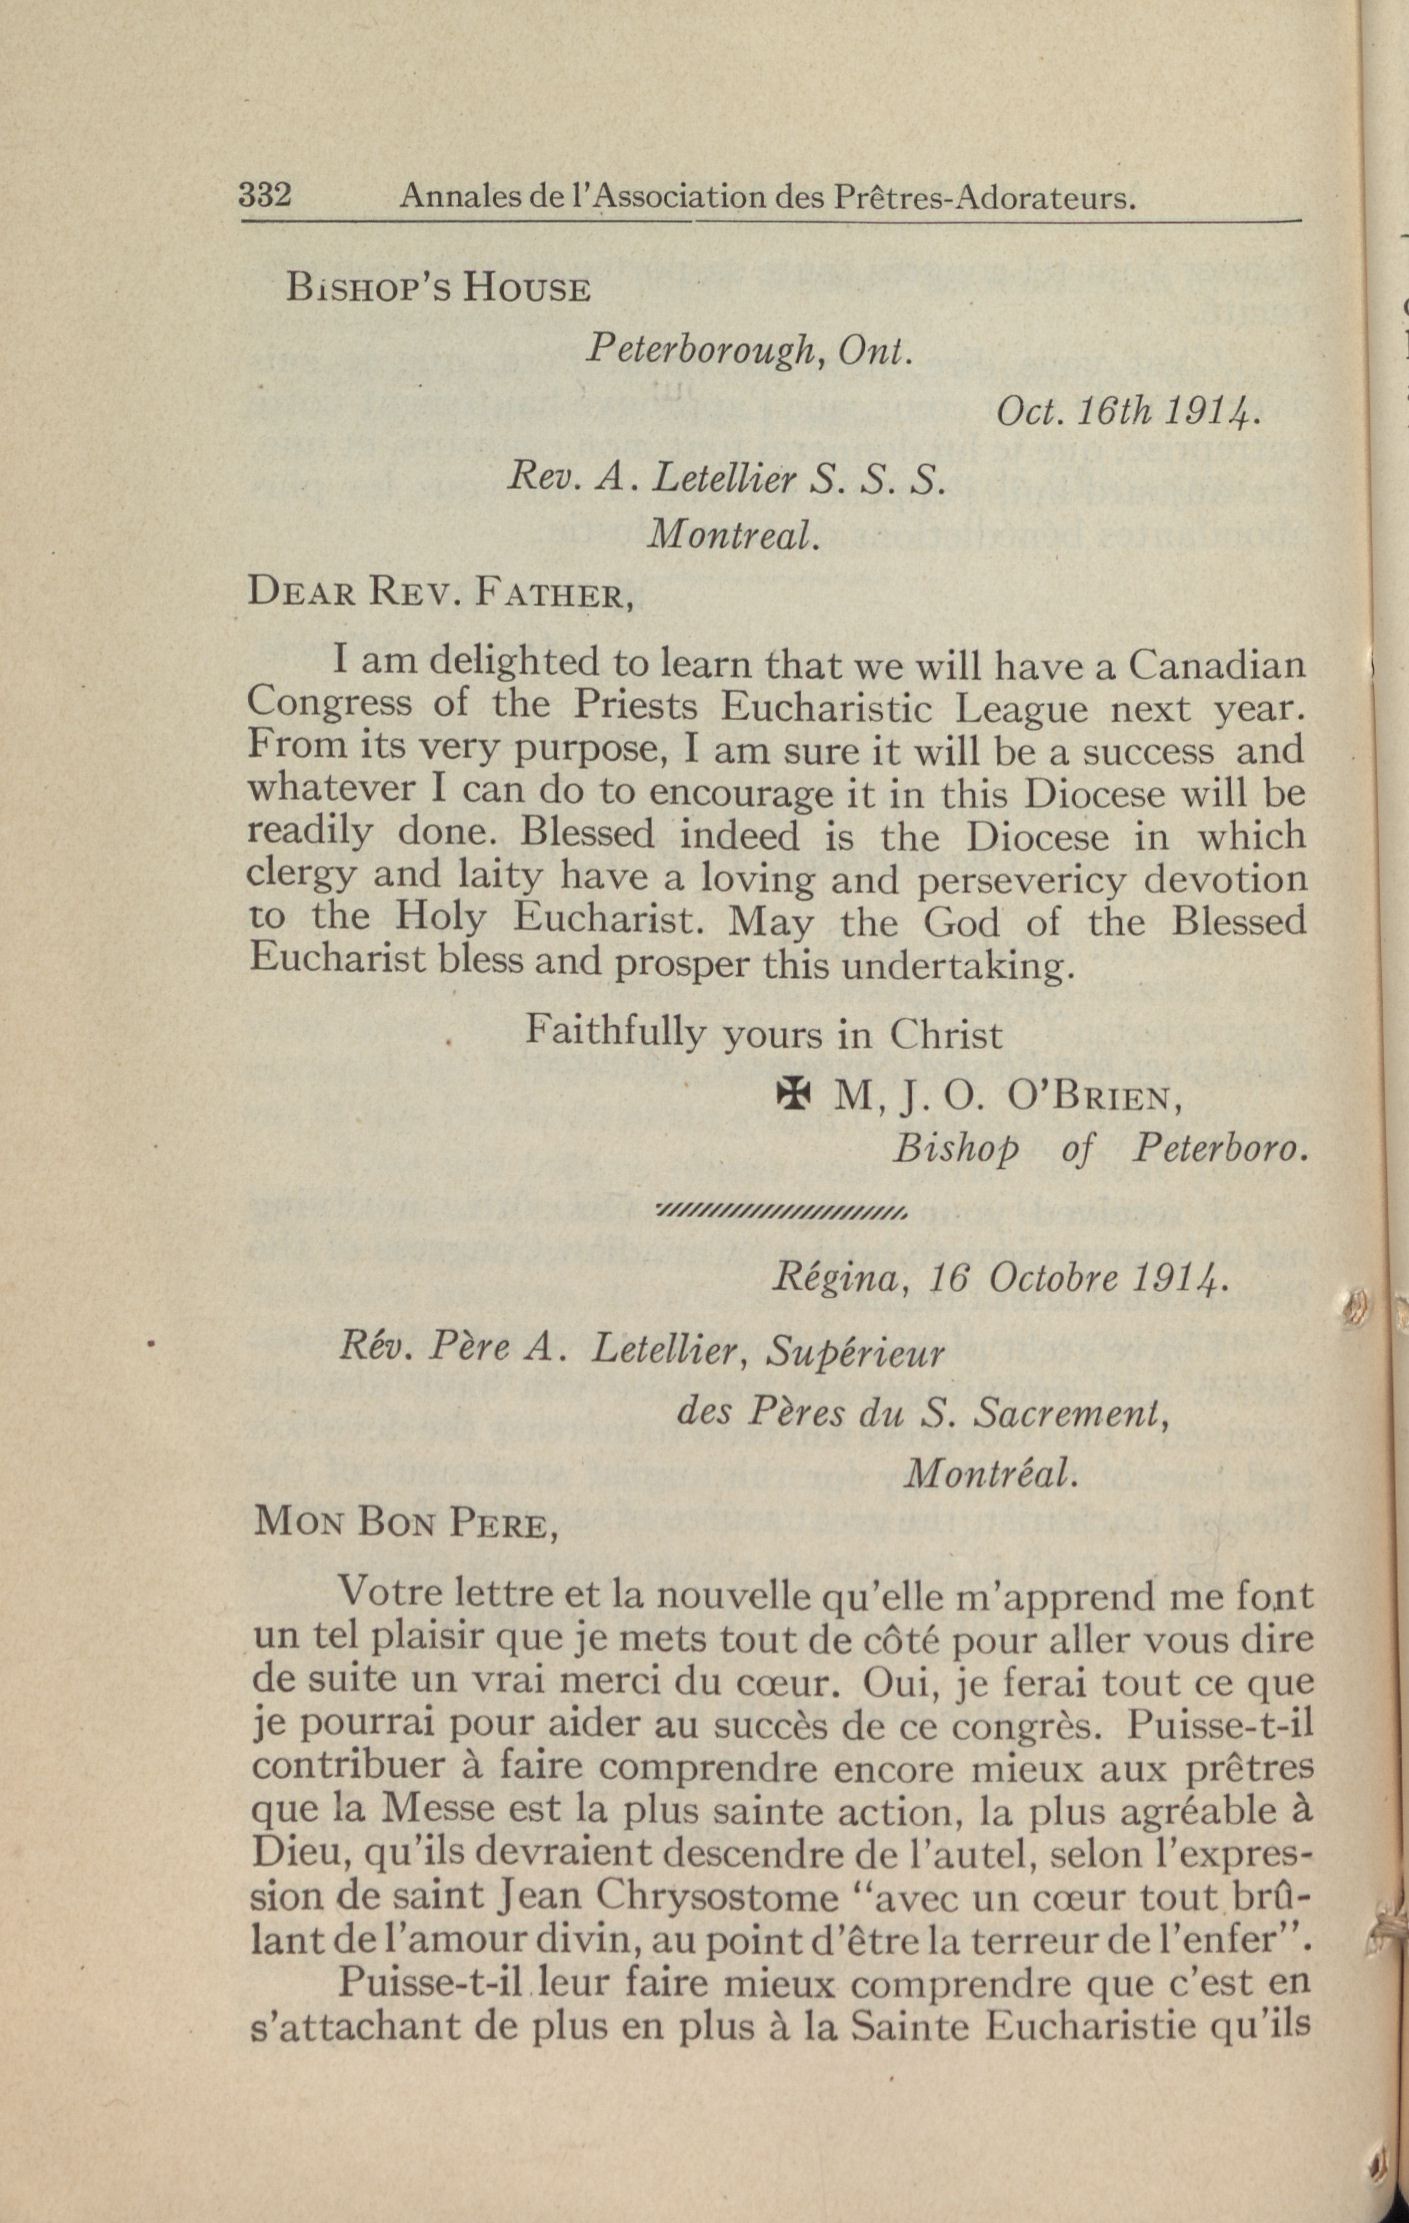 332 Annales de l'Association des Prêtres-Adorateurs.
BiSHOP'S HOUSE
Peterborough, Ont.
Oct. 16th 1914.
Rev. A. Letellier S. S. S.
Montreal.
DEAR REV. FATHER,
I am delighted to learn that we will have a Canadian
Congress of the Priests Eucharistic League next year.
From its very purpose, I am sure it will be a success and
whatever I can do to encourage it in this Diocese will be
readily done. Blessed indeed is the Diocese in which
clergy and laity have a loving and persevericy devotion
to the Holy Eucharist. May the God of the Blessed
Eucharist bless and prosper this undertaking.
Faithfully yours in Christ
✠ M, J. O. O'BRIEN,
Bishop of Peterboro.
Régina, 16 Octobre 1914.
Rév. Père A. Letellier, Supérieur
des Pères du S. Sacrement,
Montréal.
MON BON PERE,
Votre lettre et la nouvelle qu'elle m'apprend me font
un tel plaisir que je mets tout de côté pour aller vous dire
de suite un vrai merci du cœur. Oui, je ferai tout ce que
je pourrai pour aider au succès de ce congrès. Puisse-t-il
contribuer à faire comprendre encore mieux aux prêtres
que la Messe est la plus sainte action, la plus agréable à
Dieu, qu'ils devraient descendre de l'autel, selon l'expres-
sion de saint Jean Chrysostome "avec un cœur tout brû-
lant de l'amour divin, au point d'être la terreur de l'enfer".
Puisse-t-il leur faire mieux comprendre que c'est en
s'attachant de plus en plus à la Sainte Eucharistie qu'ils